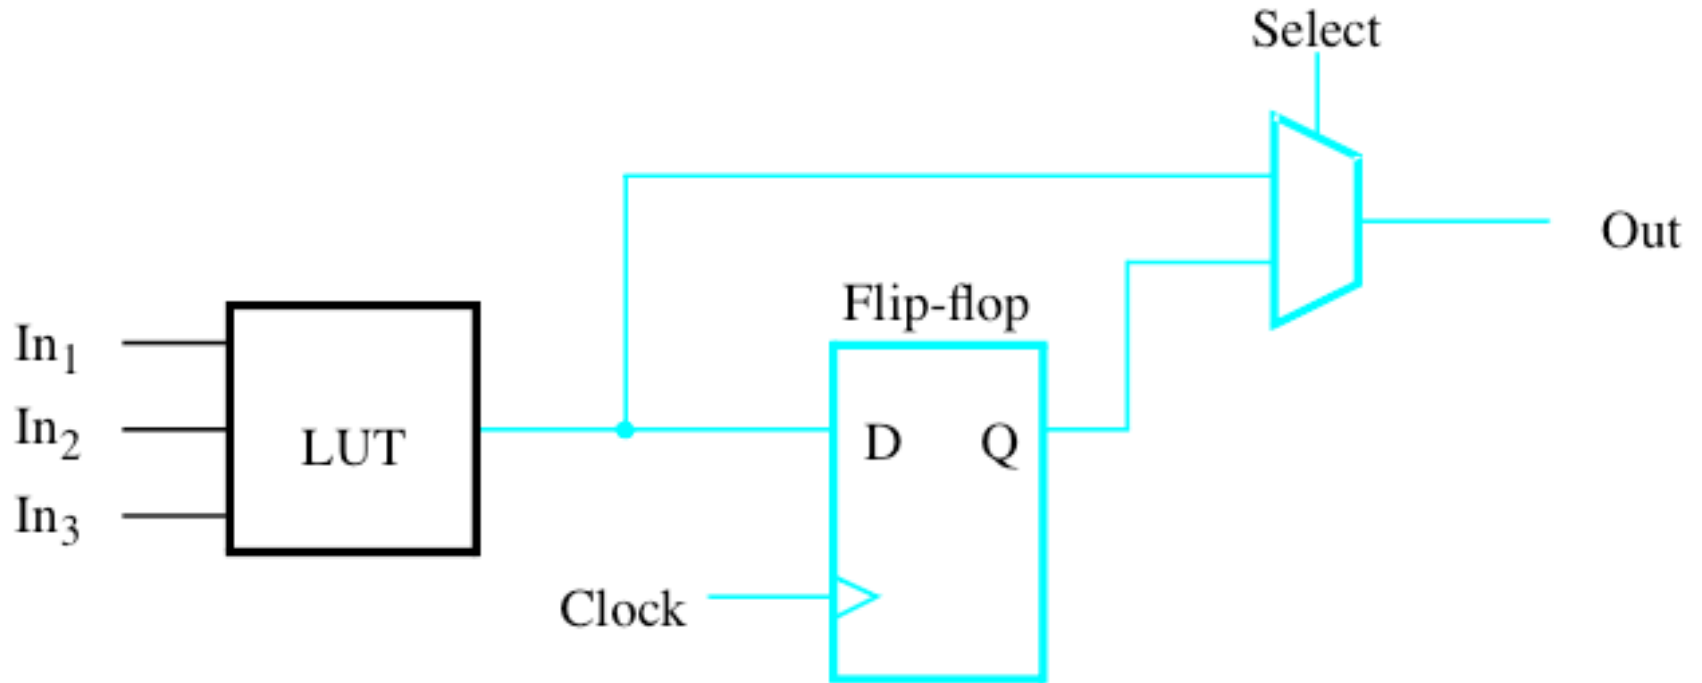 Select
Out
Flip-flop
In1
In2
In3
LUT
D
Q
Clock